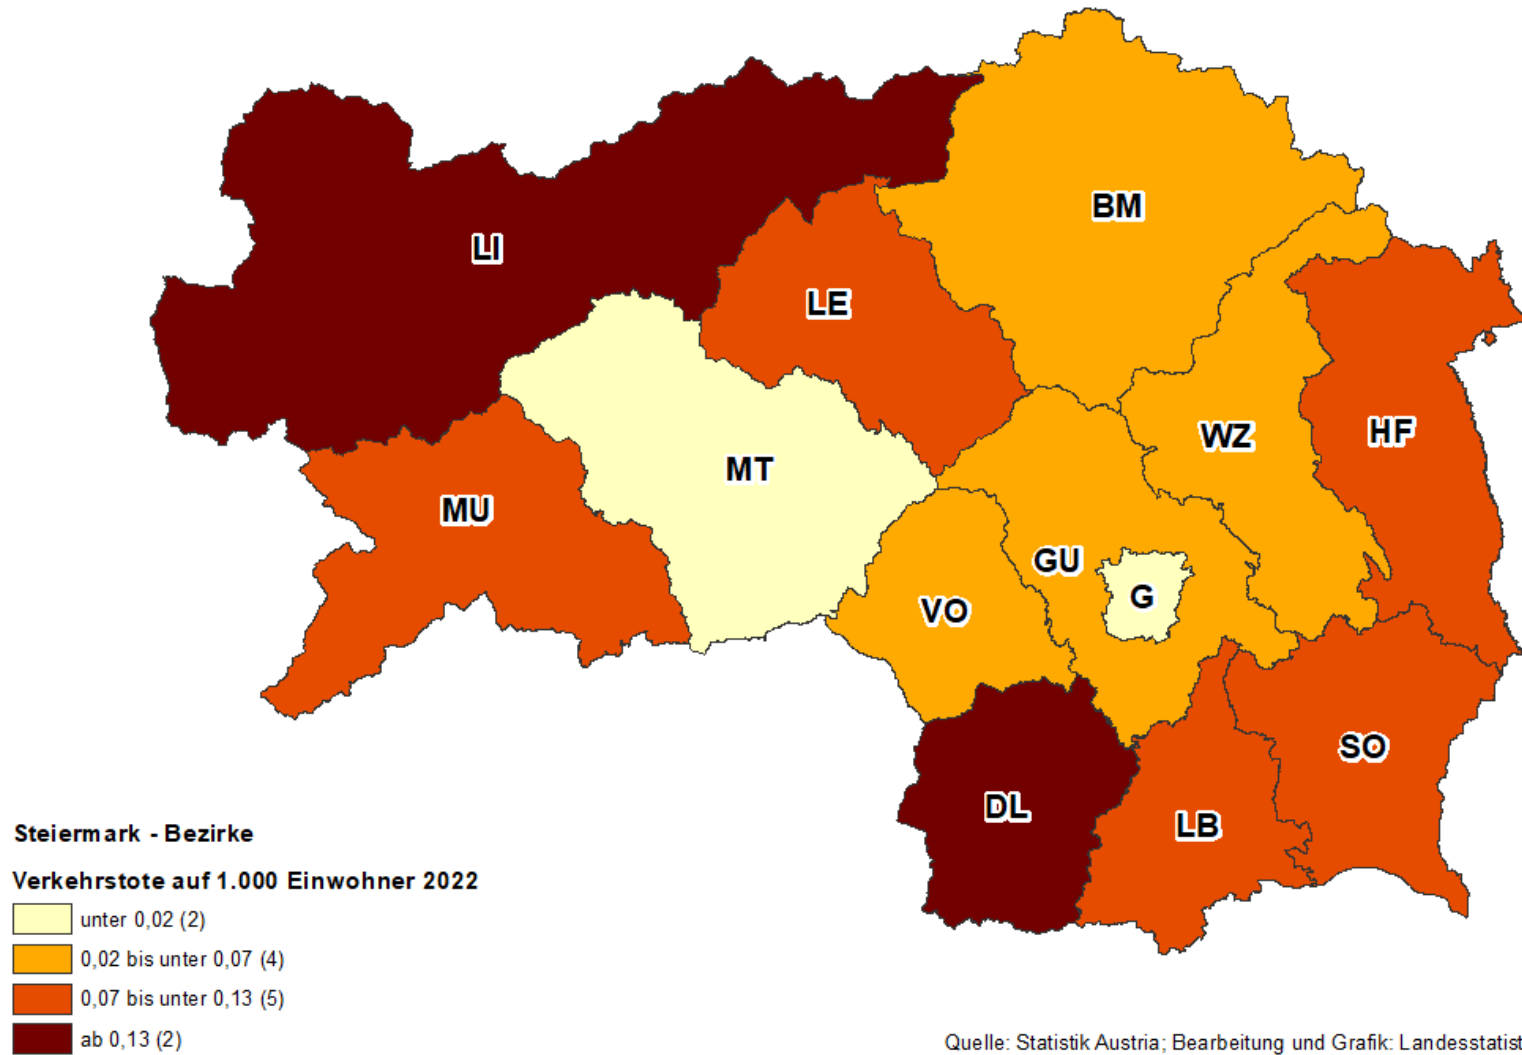 BM
LI
LE
HF
WZ
MT
MU
GU
G
VO
SO
DL
LB
Steiermark - Bezirke
Verkehrstote auf 1.000 Einwohner 2022
unter 0,02 (2)
0,02 bis unter 0,07 (4)
0,07 bis unter 0,13 (5)
ab 0,13 (2)
Quelle: Statistik Austria; Bearbeitung und Grafik: Landesstatist